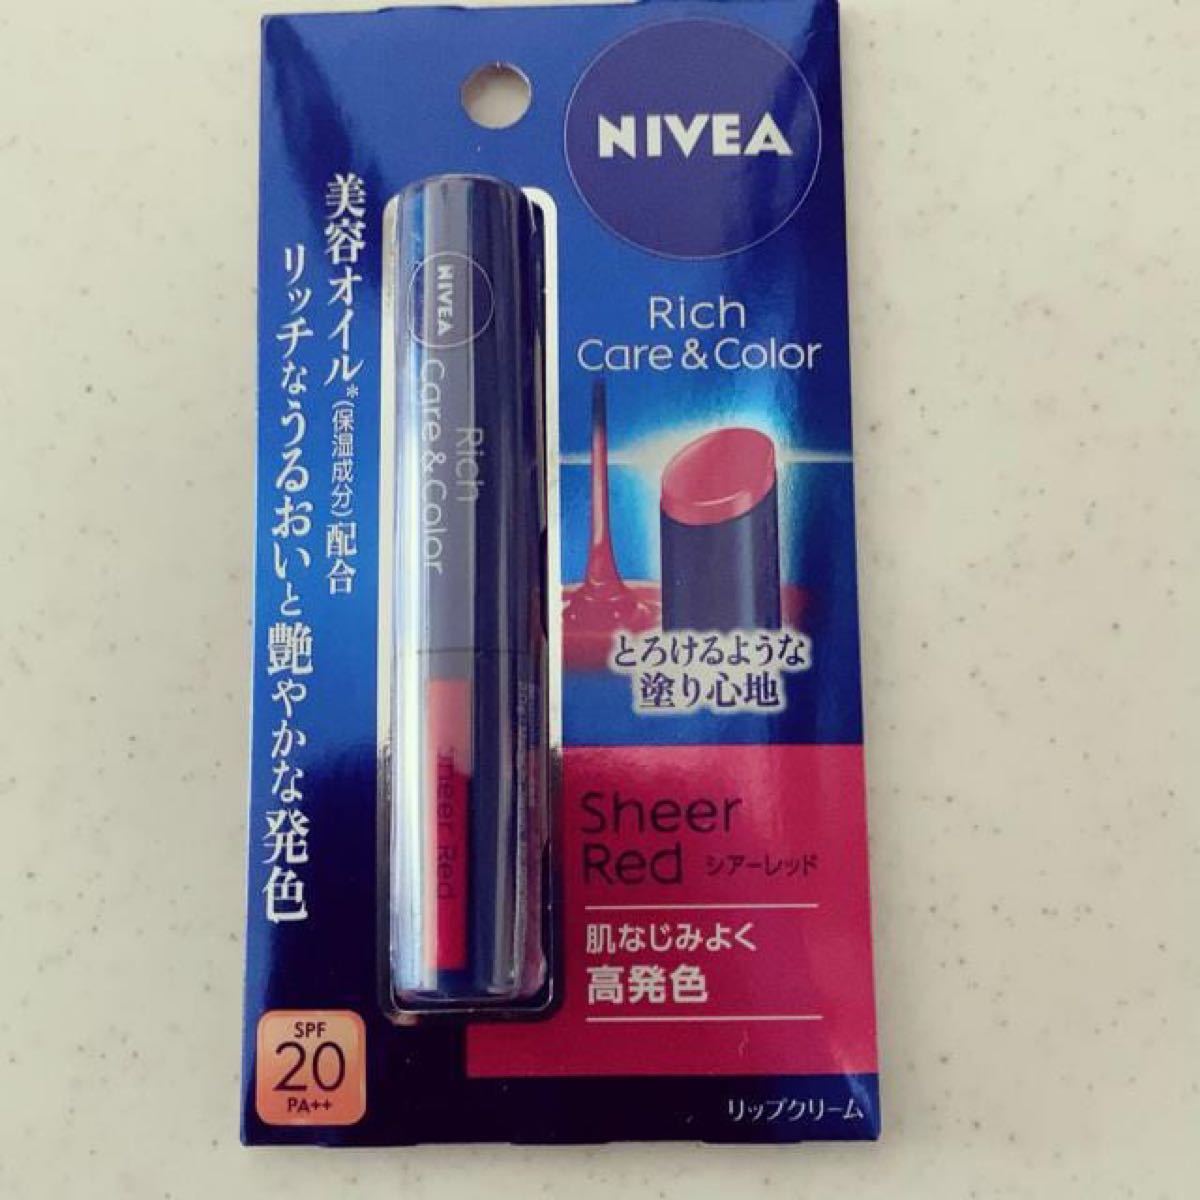 NIVEA
Rich
Care & Color
美容オイル*(保湿成分)配合
リッチなうるおいと艶やかな発色
NIVEA
Rich
Care & Color
Sheer Red
とろけるような
塗り心地
Sheer
Red シアーレッド
肌なじみよく
高発色
SPF
20
PA++
リップクリーム